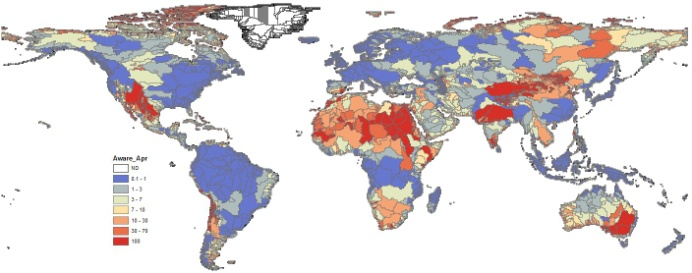 Aware_Apr
ND
0.1 - 1
1 - 3
3 - 7
7 - 10
10 - 30
30 - 70
100